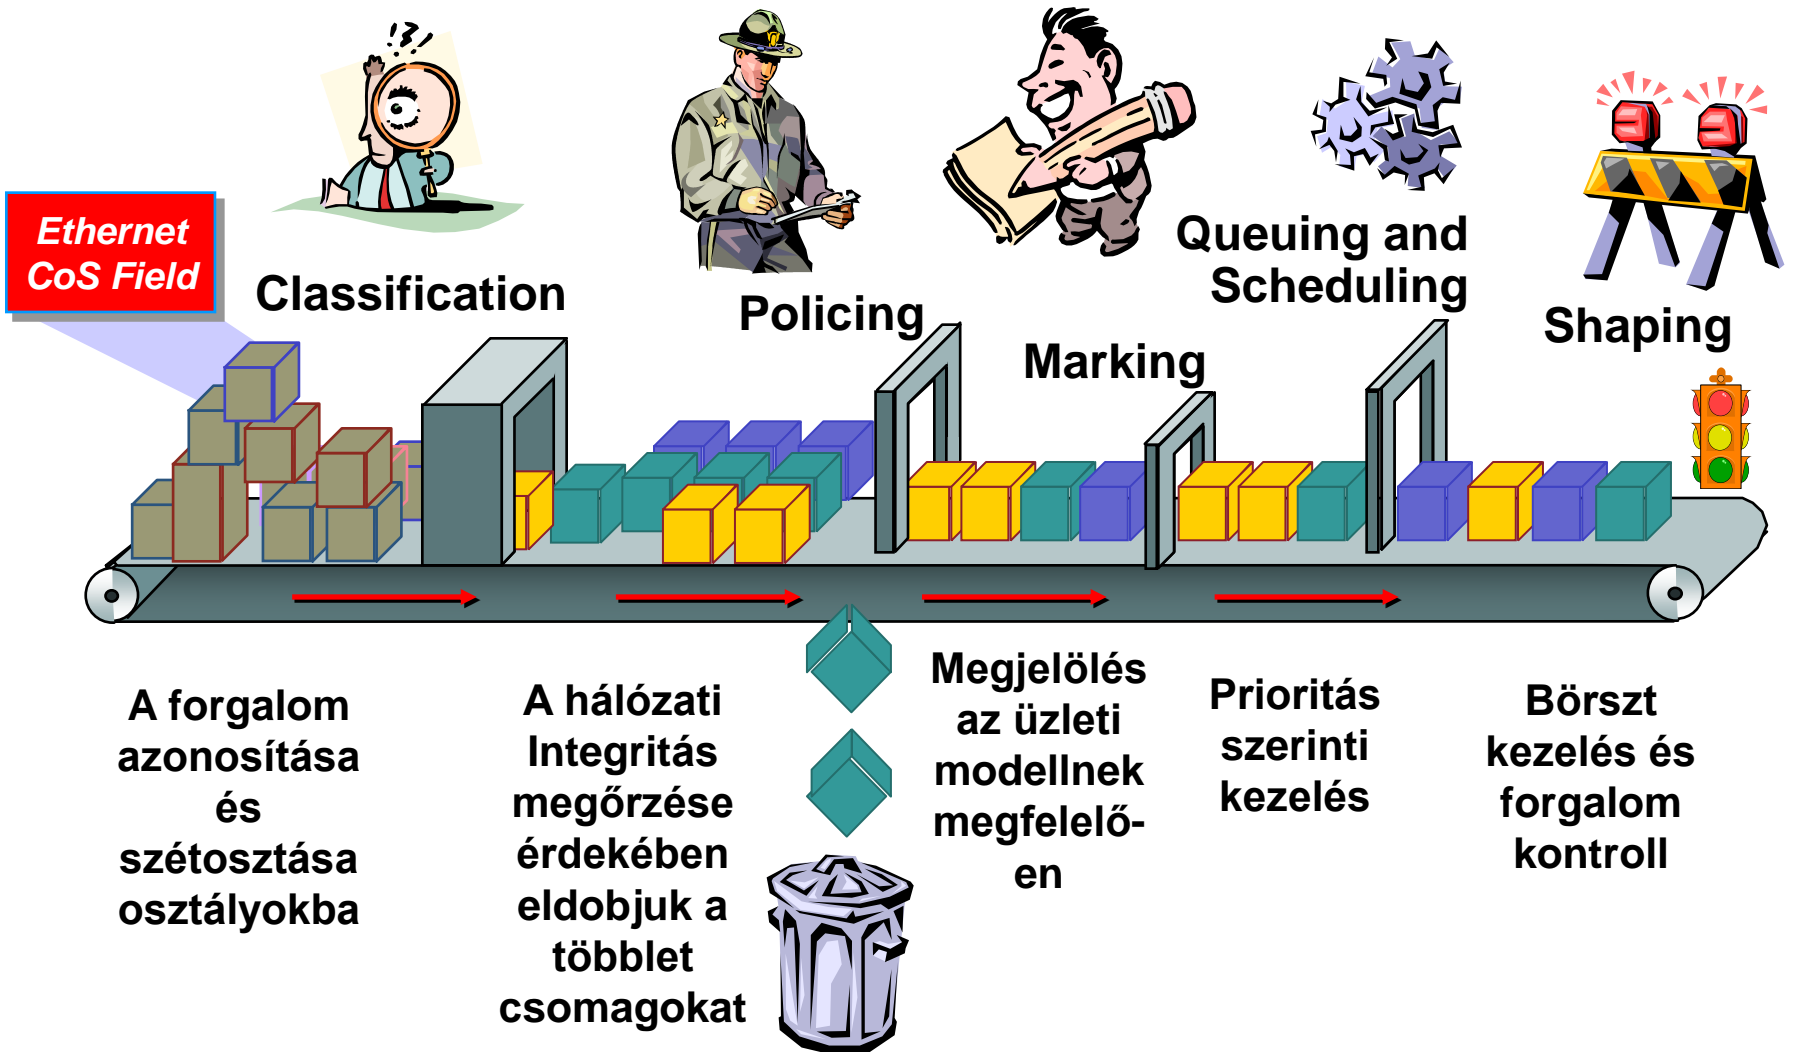 Ethernet
CoS Field
Classification
Policing
Marking
Queuing and
Scheduling
Shaping
!?!
A forgalom
azonosítása
és
szétosztása
osztályokba
A hálózati
Integritás
megőrzése
érdekében
eldobjuk a
többlet
csomagokat
Megjelölés
az üzleti
modellnek
megfelelő-
en
Prioritás
szerinti
kezelés
Börszt
kezelés és
forgalom
kontroll